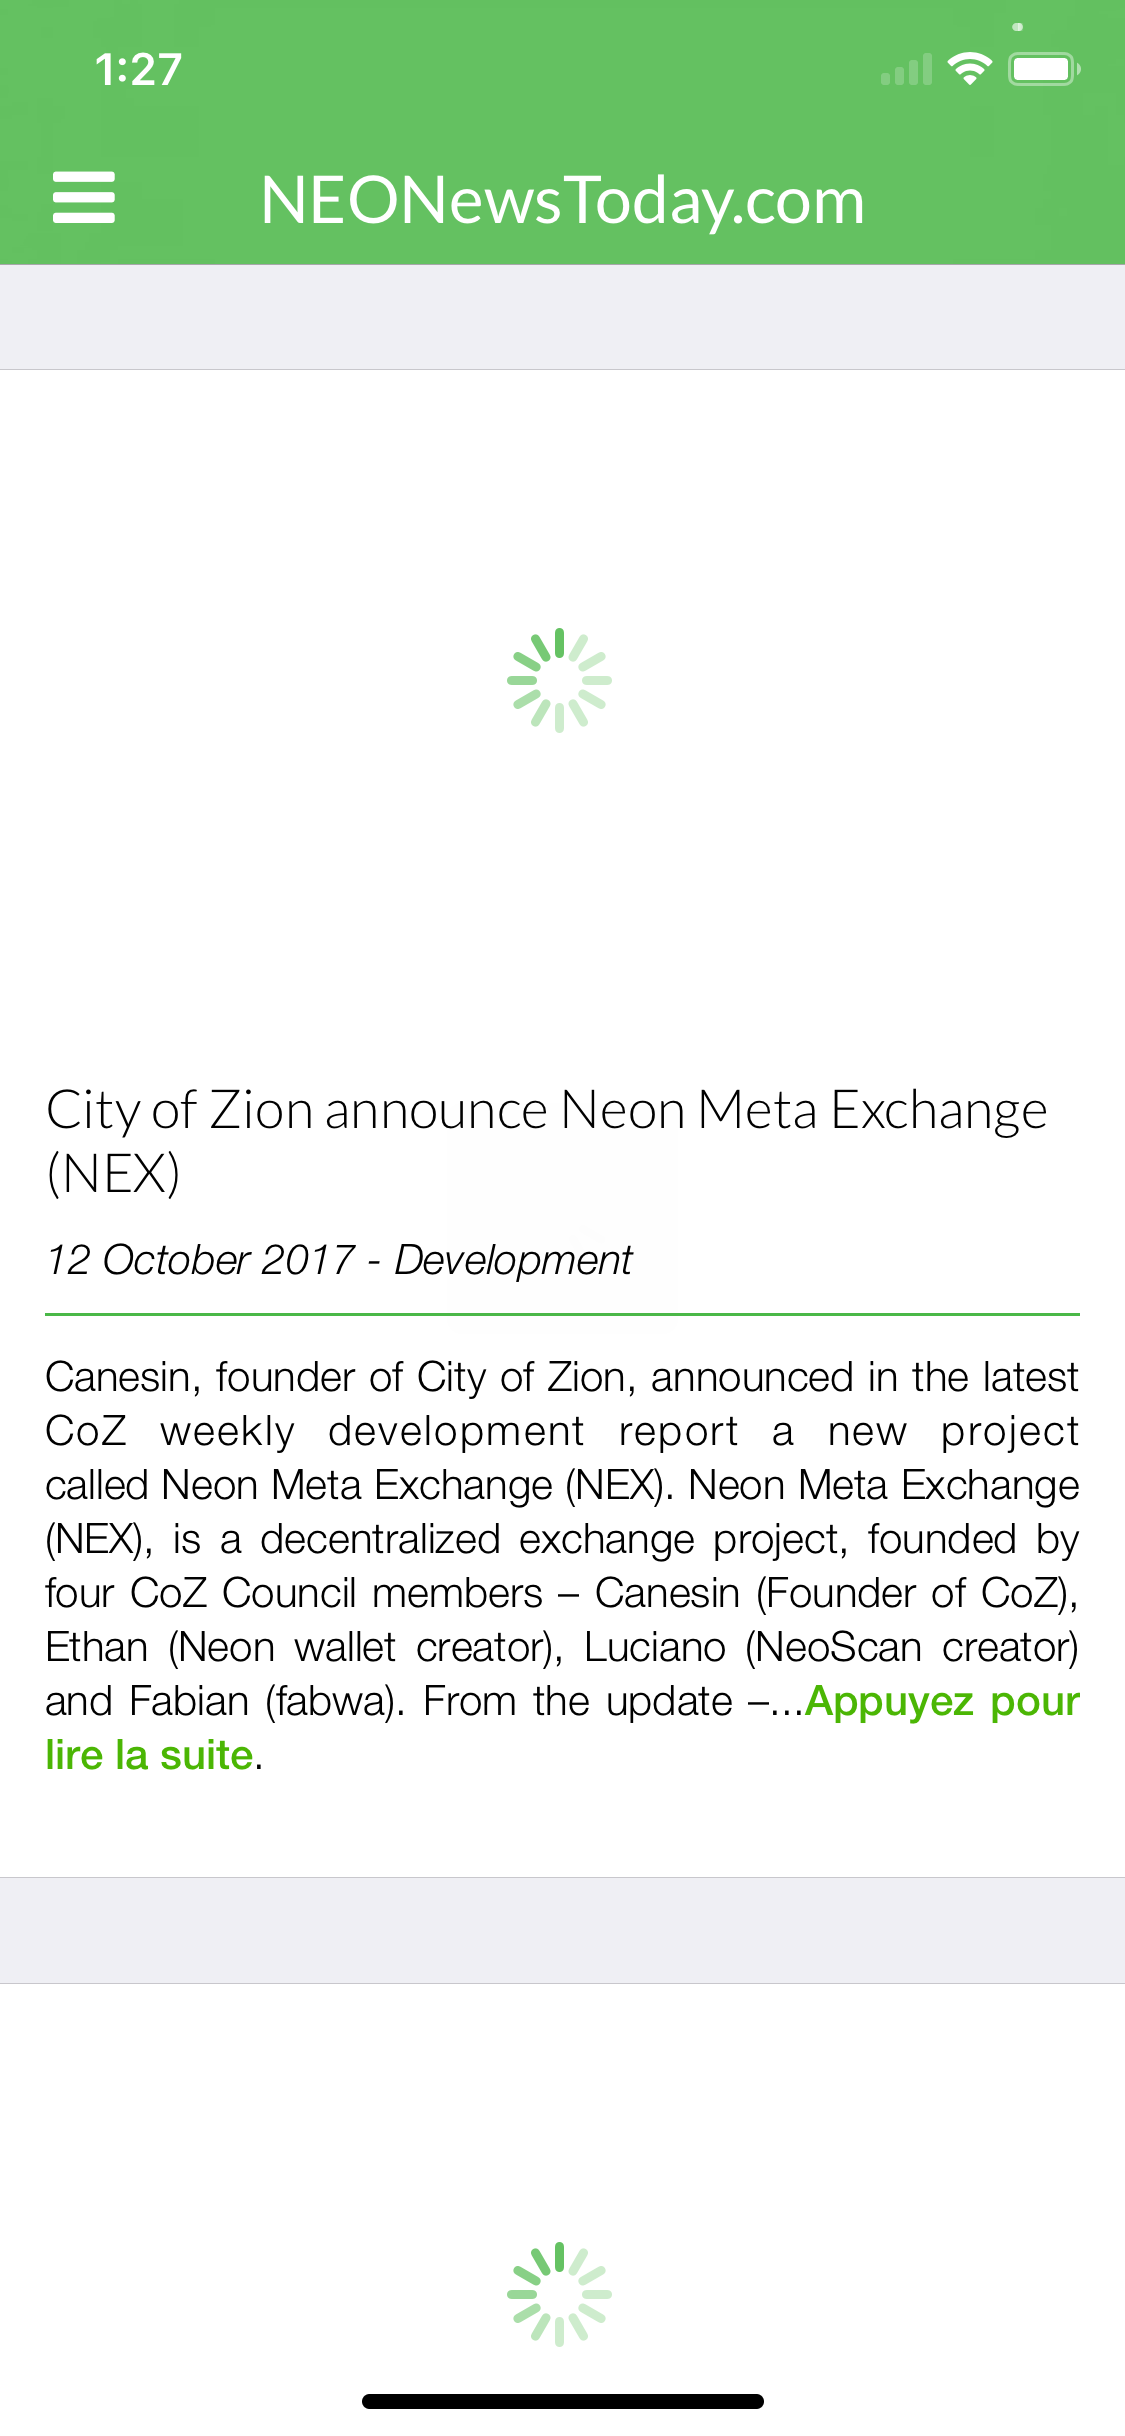 1:27
NEONewsToday.com
City of Zion announce Neon Meta Exchange
(NEX)
12 October 2017 - Development
Canesin, founder of City of Zion, announced in the latest
CoZ weekly development report a new project
called Neon Meta Exchange (NEX). Neon Meta Exchange
(NEX), is a decentralized exchange project, founded by
four CoZ Council members – Canesin (Founder of CoZ),
Ethan (Neon wallet creator), Luciano (NeoScan creator)
and Fabian (fabwa). From the update –...Appuyez pour
lire la suite.